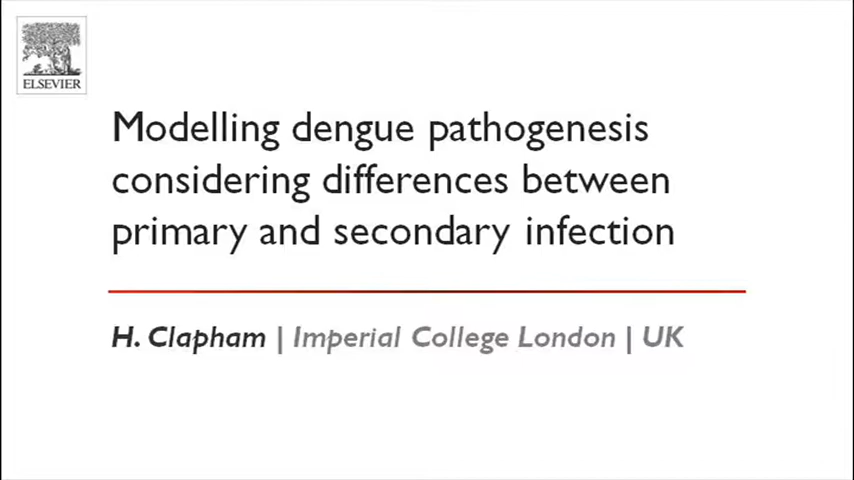 ELSEVIER
Modelling dengue pathogenesis
considering differences between
primary and secondary infection
H. Clapham | Imperial College London | UK